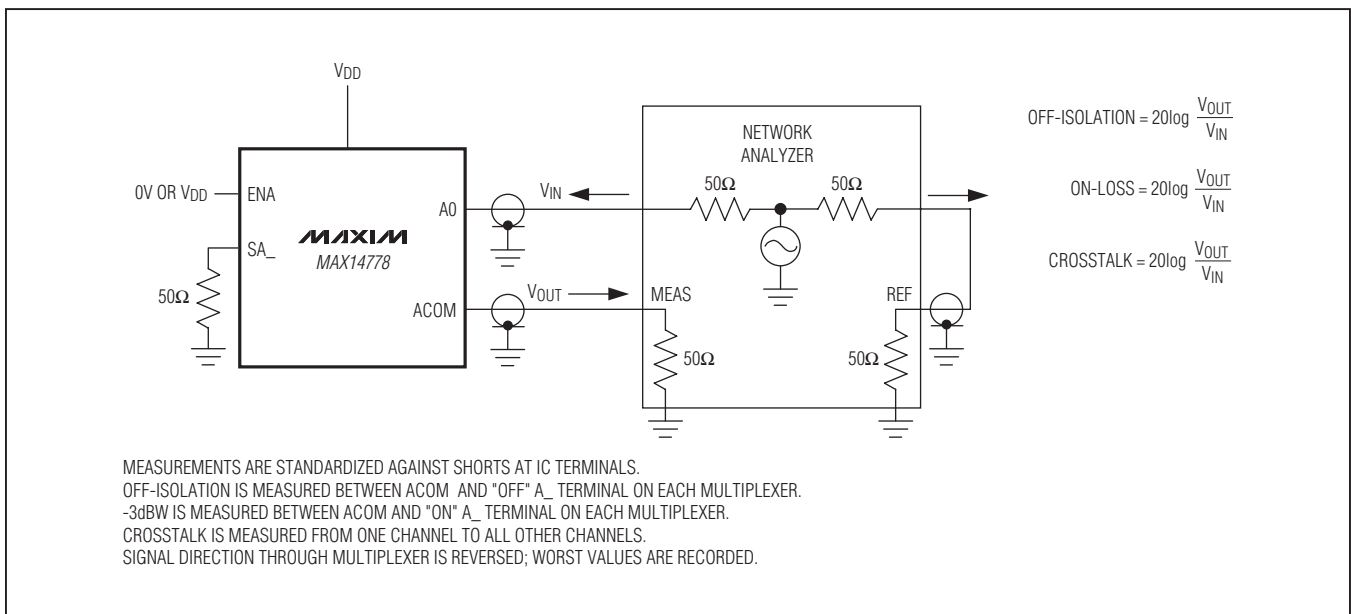 VDD
0V OR VDD
ENA
SA_
50Ω
MAXIM
MAX14778
A0
ACOM
VIN
VOUT
NETWORK
ANALYZER
50Ω
50Ω
MEAS
REF
50Ω
50Ω
OFF-ISOLATION = 20log VOUT/VIN
ON-LOSS = 20log VOUT/VIN
CROSSTALK = 20log VOUT/VIN
MEASUREMENTS ARE STANDARDIZED AGAINST SHORTS AT IC TERMINALS.
OFF-ISOLATION IS MEASURED BETWEEN ACOM AND "OFF" A_ TERMINAL ON EACH MULTIPLEXER.
-3dBW IS MEASURED BETWEEN ACOM AND "ON" A_ TERMINAL ON EACH MULTIPLEXER.
CROSSTALK IS MEASURED FROM ONE CHANNEL TO ALL OTHER CHANNELS.
SIGNAL DIRECTION THROUGH MULTIPLEXER IS REVERSED; WORST VALUES ARE RECORDED.